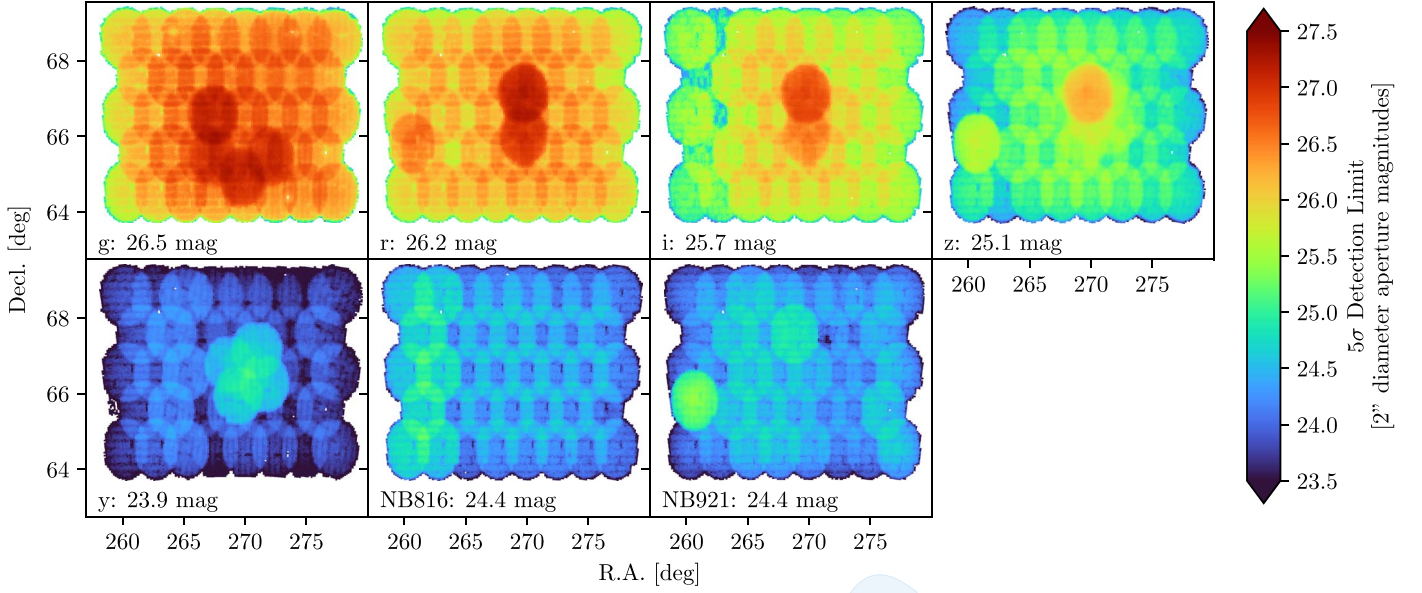 68
66
64
g: 26.5 mag
r: 26.2 mag
i: 25.7 mag
z: 25.1 mag
260 265 270 275
Decl. [deg]
68
66
64
y: 23.9 mag
NB816: 24.4 mag
NB921: 24.4 mag
260 265 270 275
260 265 270 275
260 265 270 275
R.A. [deg]
27.5
27.0
26.5
26.0
25.5
25.0
24.5
24.0
23.5
5σ Detection Limit
[2” diameter aperture magnitudes]